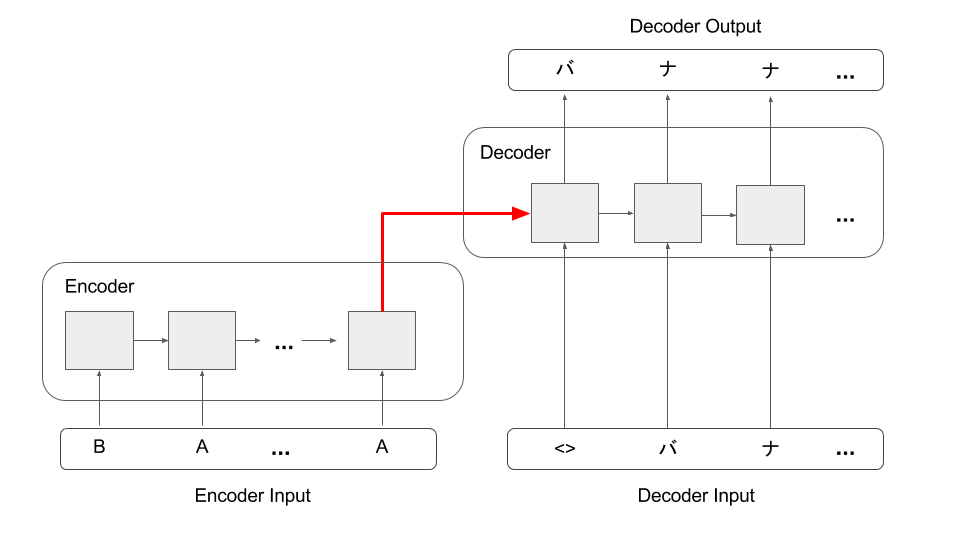 Decoder Output
バ ナ ナ ...
Decoder
...
Encoder
...
B A ... A
<> バ ナ ...
Encoder Input
Decoder Input